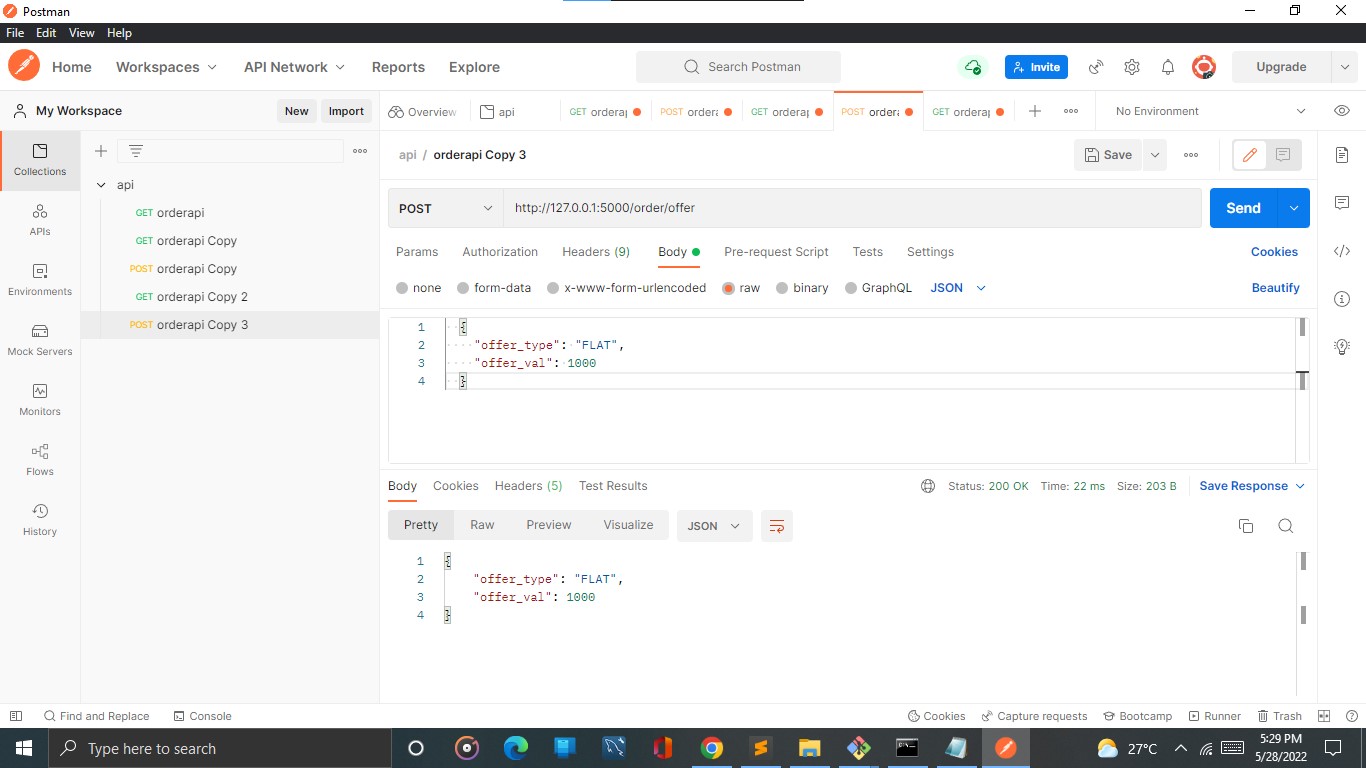 Postman
File Edit View Help
Home Workspaces API Network Reports Explore Search Postman Invite Upgrade
My Workspace New Import Overview api GET orderap POST ordera GET orderap POST ordera GET orderap No Environment
Collections
APIs
Environments
Mock Servers
Monitors
Flows
History
api
GET orderapi
GET orderapi Copy
POST orderapi Copy
GET orderapi Copy 2
POST orderapi Copy 3
api / orderapi Copy 3 Save
POST http://127.0.0.1:5000/order/offer Send
Params Authorization Headers (9) Body Pre-request Script Tests Settings Cookies
none form-data x-www-form-urlencoded raw binary GraphQL JSON Beautify
1 {
2 "offer_type": "FLAT",
3 "offer_val": 1000
4 }
Body Cookies Headers (5) Test Results Status: 200 OK Time: 22 ms Size: 203 B Save Response
Pretty Raw Preview Visualize JSON
1 {
2 "offer_type": "FLAT",
3 "offer_val": 1000
4 }
Find and Replace Console Cookies Capture requests Bootcamp Runner Trash
Type here to search 27°C 5:29 PM
5/28/2022